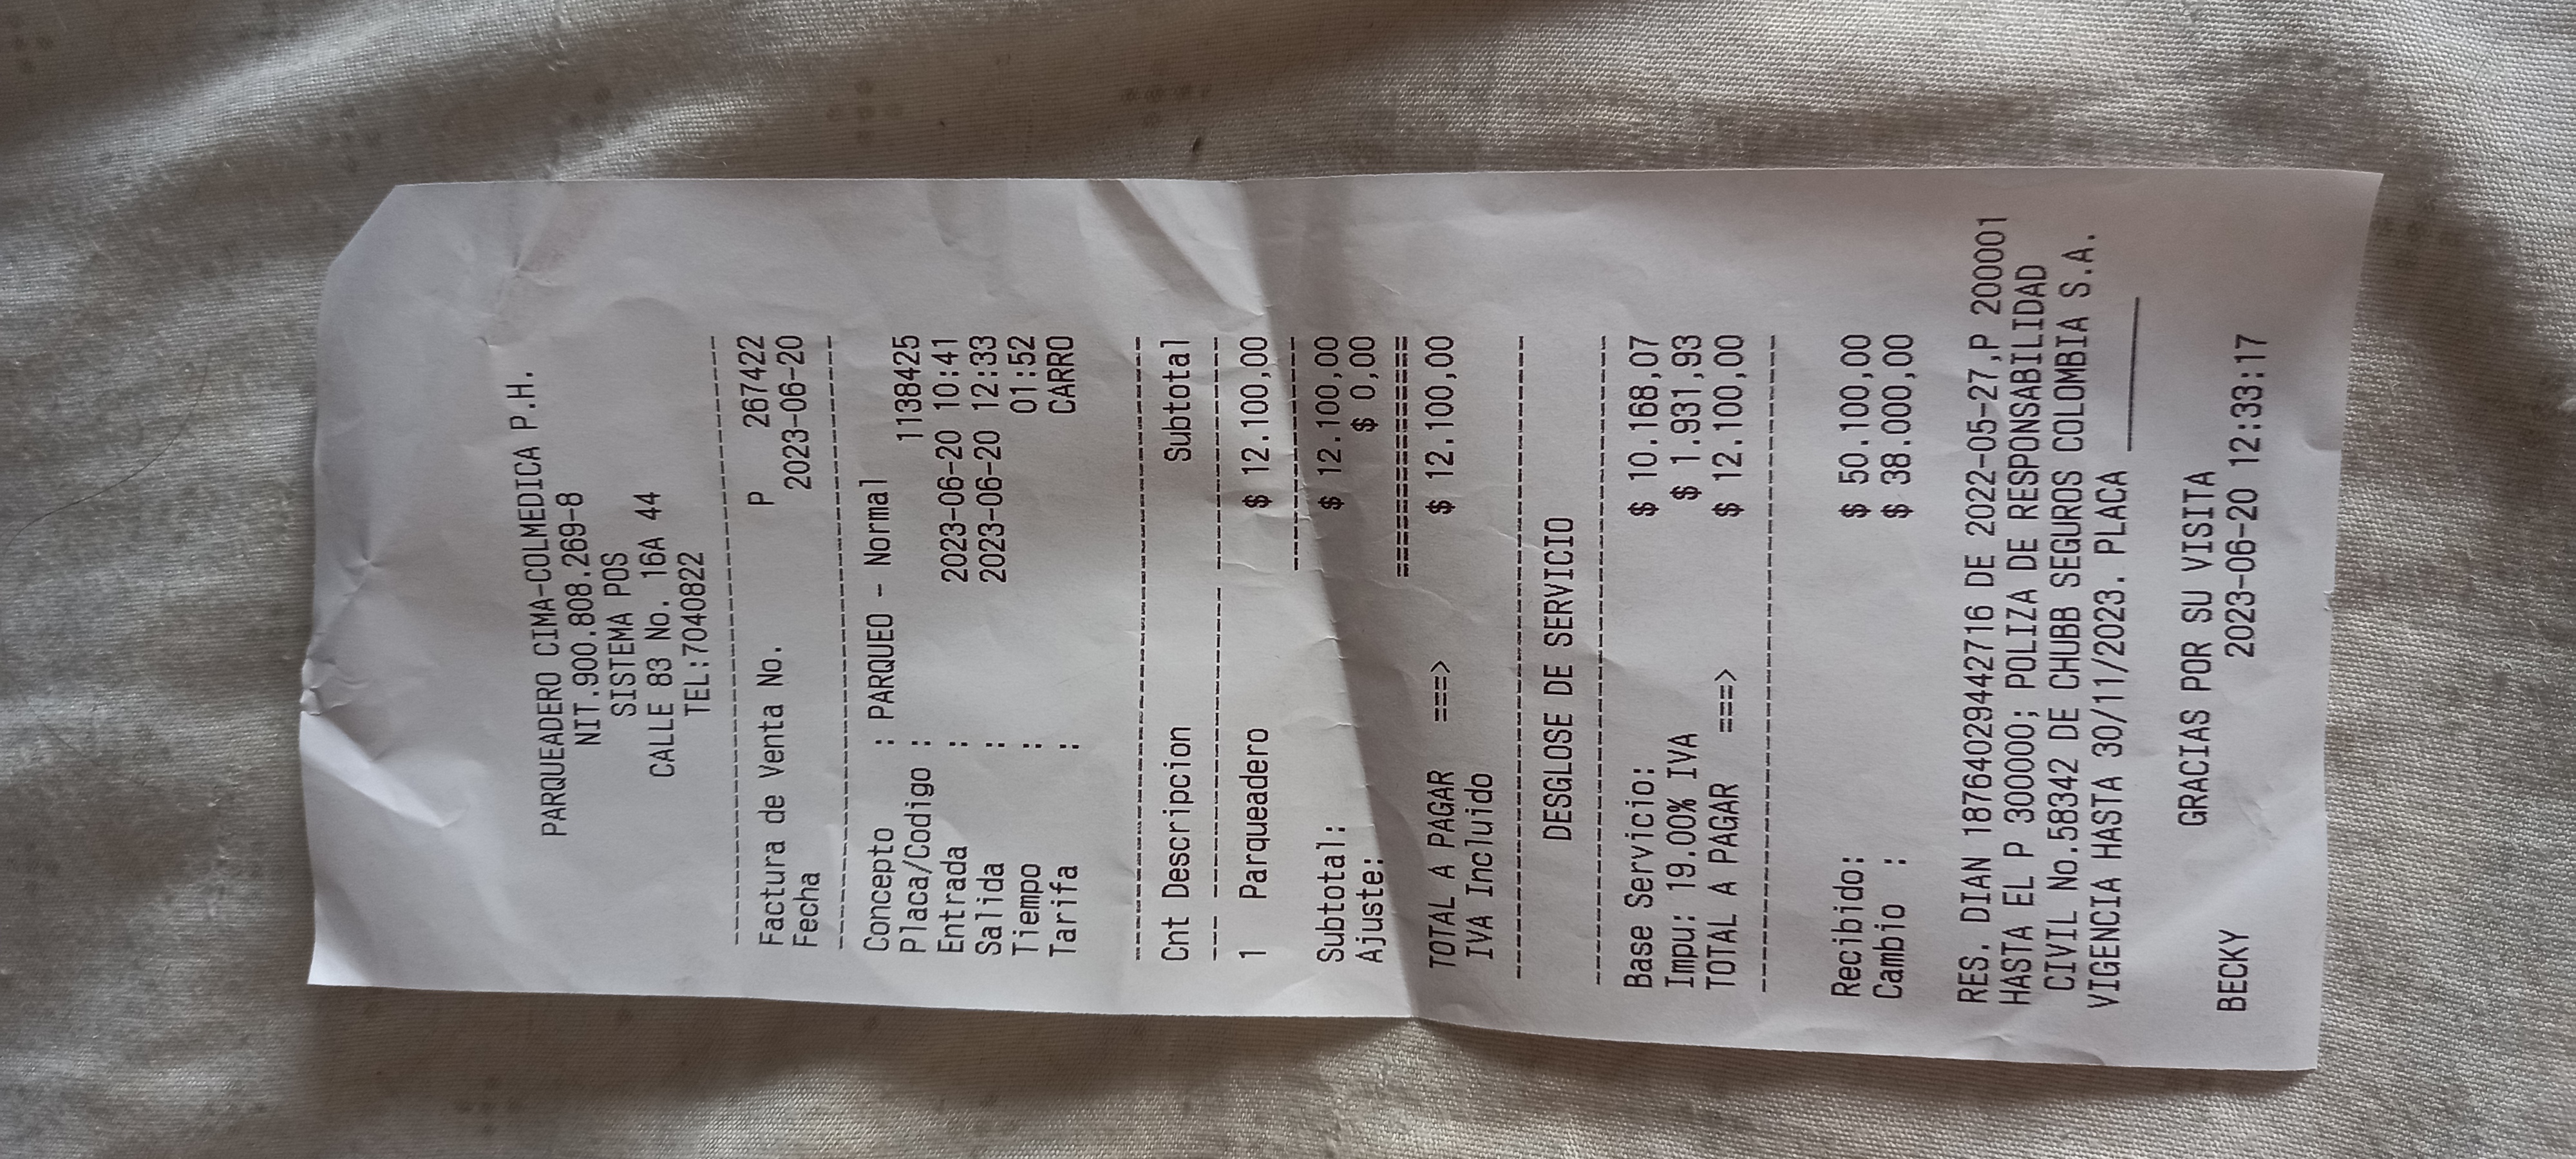 PARQUEADERO CIMA-COLMEDICA P.H.
NIT.900.808.269-8
SISTEMA POS
CALLE 83 No. 16A 44
TEL:7040822
------------------------------------------
Factura de Venta No. P 267422
Fecha 2023-06-20
------------------------------------------
Concepto : PARQUEO - Normal
Placa/Codigo : 1138425
Entrada : 2023-06-20 10:41
Salida : 2023-06-20 12:33
Tiempo : 01:52
Tarifa : CARRO
------------------------------------------
Cnt Descripcion Subtotal
--- ---------------------- ---------------
1 Parqueadero $ 12.100,00
---------------
Subtotal: $ 12.100,00
Ajuste: $ 0,00
================
TOTAL A PAGAR ===> $ 12.100,00
IVA Incluido
------------------------------------------
DESGLOSE DE SERVICIO
------------------------------------------
Base Servicio: $ 10.168,07
Impu: 19.00% IVA $ 1.931,93
TOTAL A PAGAR ===> $ 12.100,00
------------------------------------------
Recibido: $ 50.100,00
Cambio : $ 38.000,00
RES. DIAN 18764029442716 DE 2022-05-27,P 200001
HASTA EL P 300000; POLIZA DE RESPONSABILIDAD
CIVIL No.58342 DE CHUBB SEGUROS COLOMBIA S.A.
VIGENCIA HASTA 30/11/2023. PLACA __________
GRACIAS POR SU VISITA
BECKY 2023-06-20 12:33:17